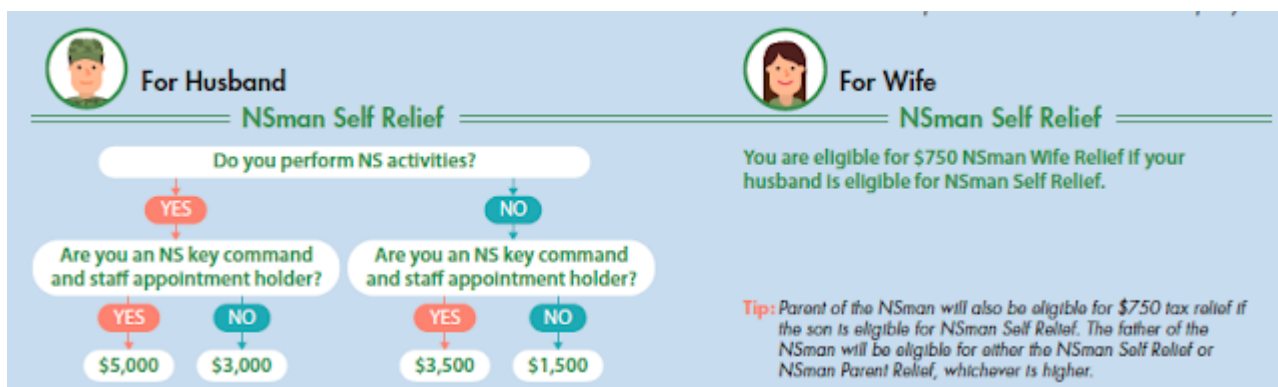 For Husband
NSman Self Relief
Do you perform NS activities?
YES
NO
Are you an NS key command
and staff appointment holder?
Are you an NS key command
and staff appointment holder?
YES
NO
YES
NO
$5,000
$3,000
$3,500
$1,500
For Wife
NSman Self Relief
You are eligible for $750 NSman Wife Relief if your
husband is eligible for NSman Self Relief.
Tip: Parent of the NSman will also be eligible for $750 tax relief if
the son is eligible for NSman Self Relief. The father of the
NSman will be eligible for either the NSman Self Relief or
NSman Parent Relief, whichever is higher.